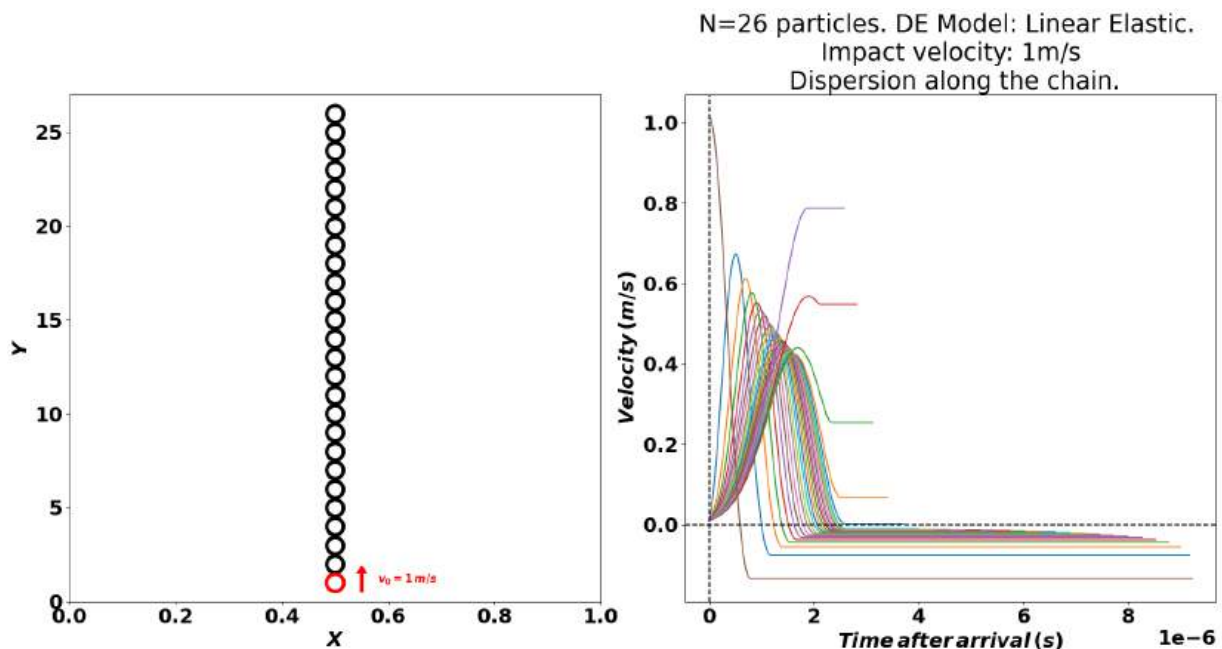 N=26 particles. DE Model: Linear Elastic.
Impact velocity: 1m/s
Dispersion along the chain.
25
20
15
10
5
0
Y
0.0 0.2 0.4 0.6 0.8 1.0
X
v₀ = 1 m/s
1.0
0.8
0.6
0.4
0.2
0.0
Velocity (m/s)
0 2 4 6 8
1e−6
Time after arrival (s)